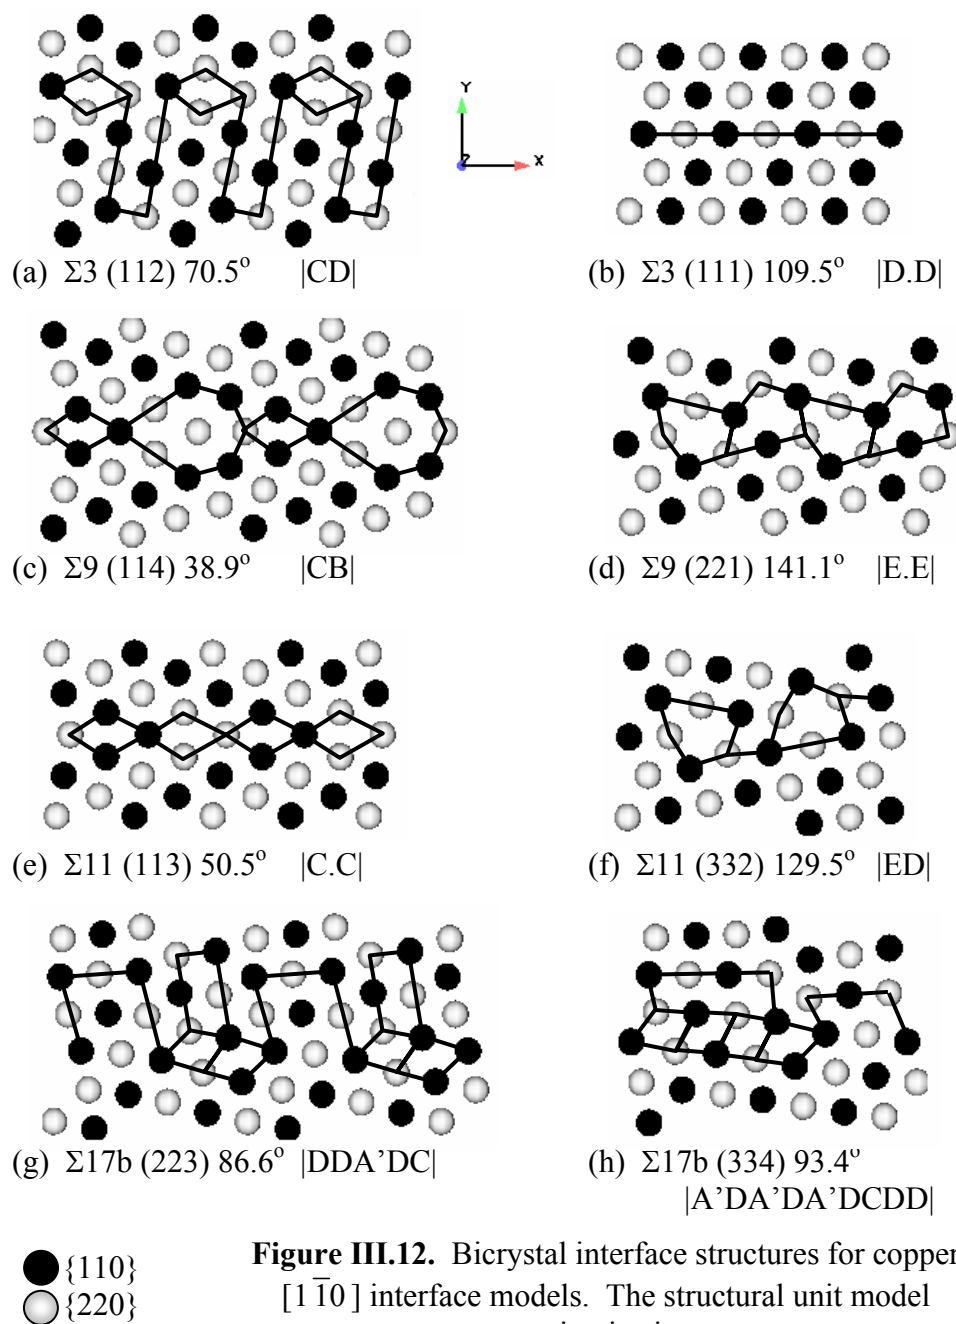 Y
Z
X
(a) Σ3 (112) 70.5° |CD|
(b) Σ3 (111) 109.5° |D.D|
(c) Σ9 (114) 38.9° |CB|
(d) Σ9 (221) 141.1° |E.E|
(e) Σ11 (113) 50.5° |C.C|
(f) Σ11 (332) 129.5° |ED|
(g) Σ17b (223) 86.6° |DDA’DC|
(h) Σ17b (334) 93.4°
|A’DA’DA’DCDD|
{110}
{220}
Figure III.12. Bicrystal interface structures for copper
[1 1̅0 ] interface models. The structural unit model